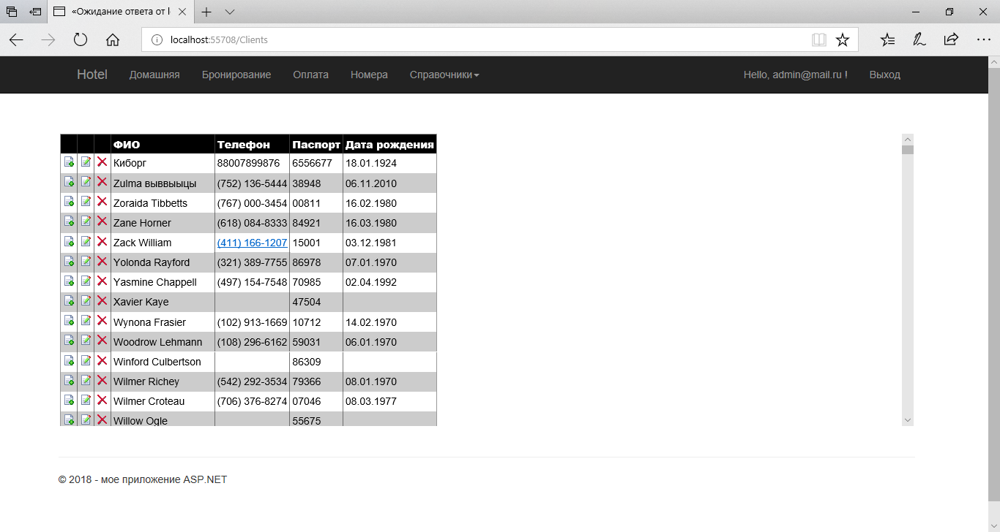 «Ожидание ответа от l
localhost:55708/Clients
Hotel Домашняя Бронирование Оплата Номера Справочники Hello, admin@mail.ru ! Выход
ФИО Телефон Паспорт Дата рождения
Киборг 88007899876 6556677 18.01.1924
Zulma выввыыцы (752) 136-5444 38948 06.11.2010
Zoraida Tibbetts (767) 000-3454 00811 16.02.1980
Zane Horner (618) 084-8333 84921 16.03.1980
Zack William (411) 166-1207 15001 03.12.1981
Yolonda Rayford (321) 389-7755 86978 07.01.1970
Yasmine Chappell (497) 154-7548 70985 02.04.1992
Xavier Kaye 47504
Wynona Frasier (102) 913-1669 10712 14.02.1970
Woodrow Lehmann (108) 296-6162 59031 06.01.1970
Winford Culbertson 86309
Wilmer Richey (542) 292-3534 79366 08.01.1970
Wilmer Croteau (706) 376-8274 07046 08.03.1977
Willow Ogle 55675
© 2018 - мое приложение ASP.NET